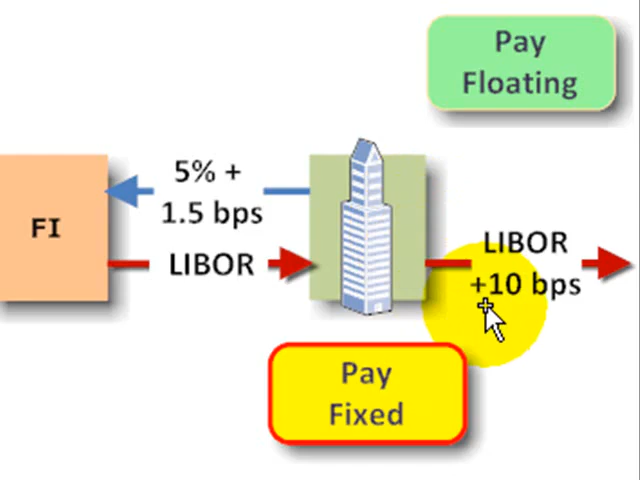 Pay
Floating
5% +
1.5 bps
FI
LIBOR
LIBOR
+10 bps
Pay
Fixed